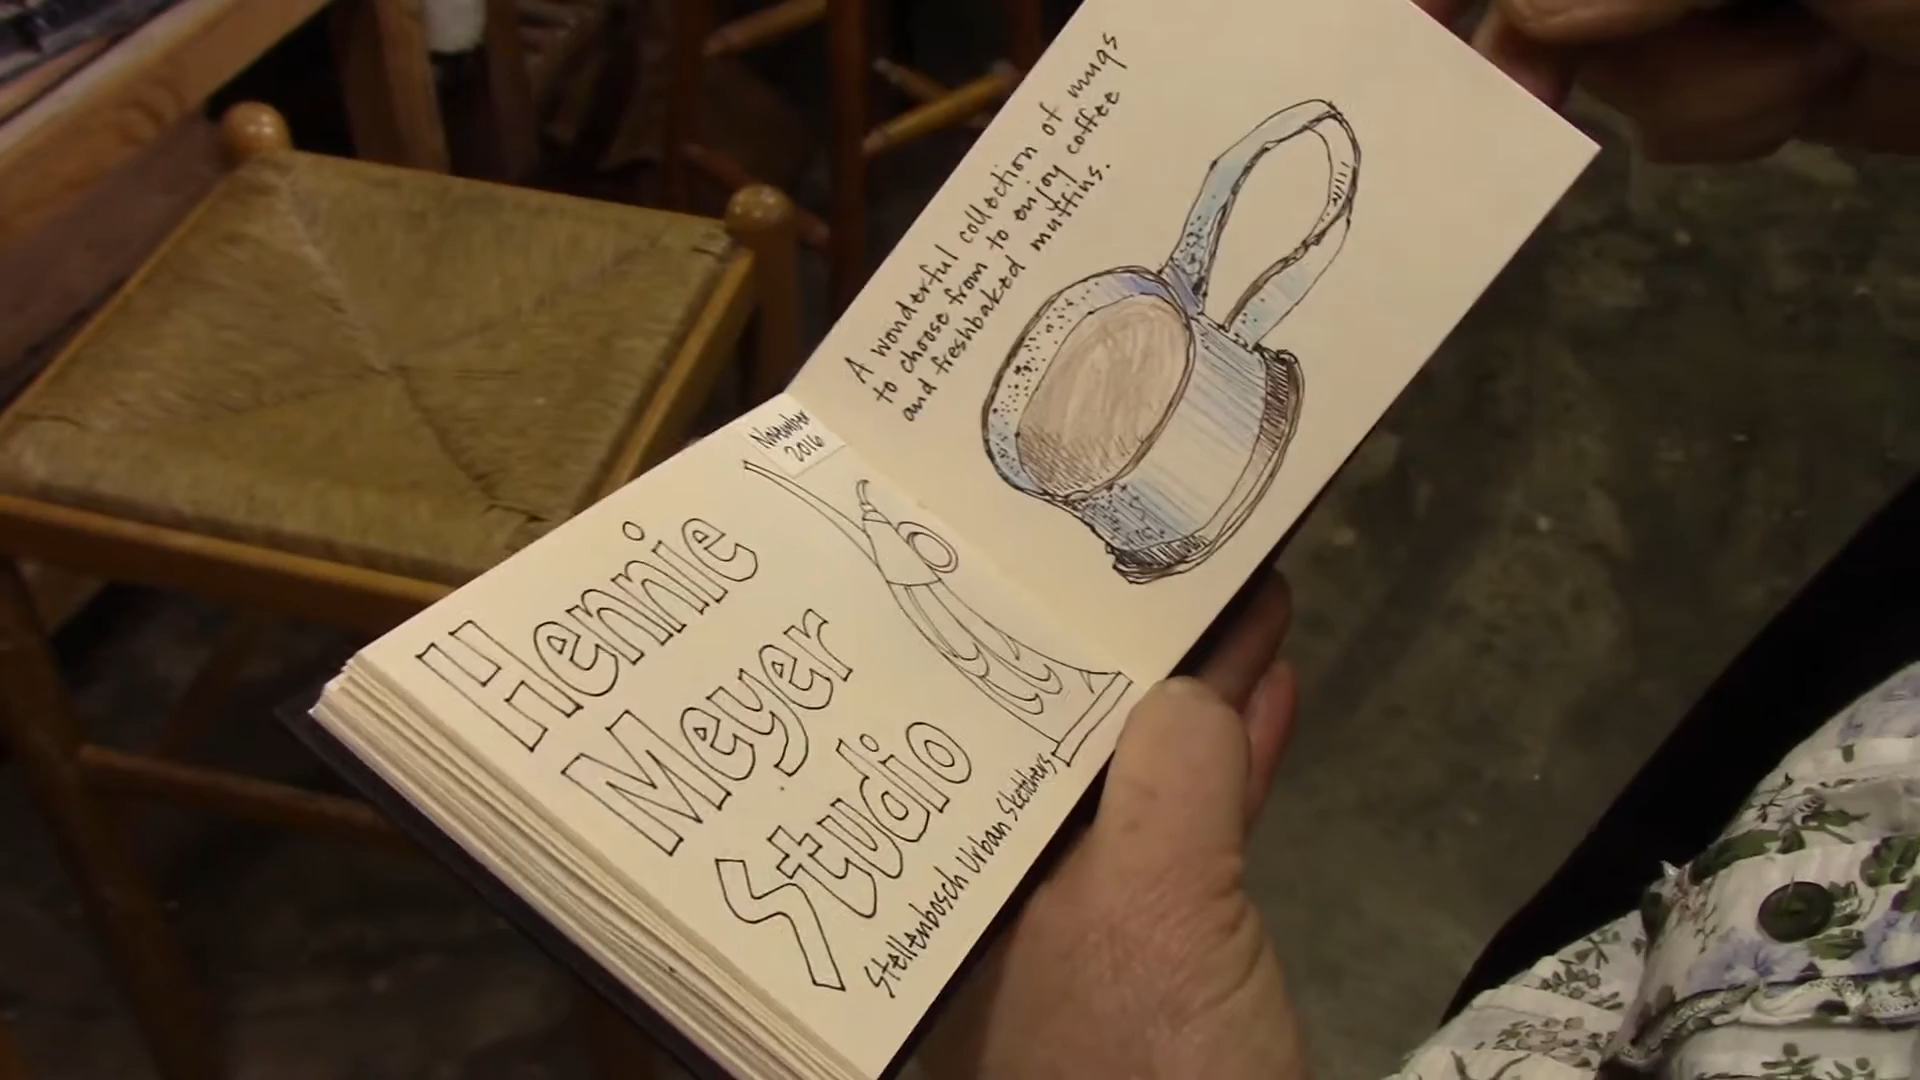 November
2016
Hennie
Meyer
Studio
Stellenbosch Urban Sketchers
A wonderful collection of mugs
to choose from to enjoy coffee
and freshbaked muffins.